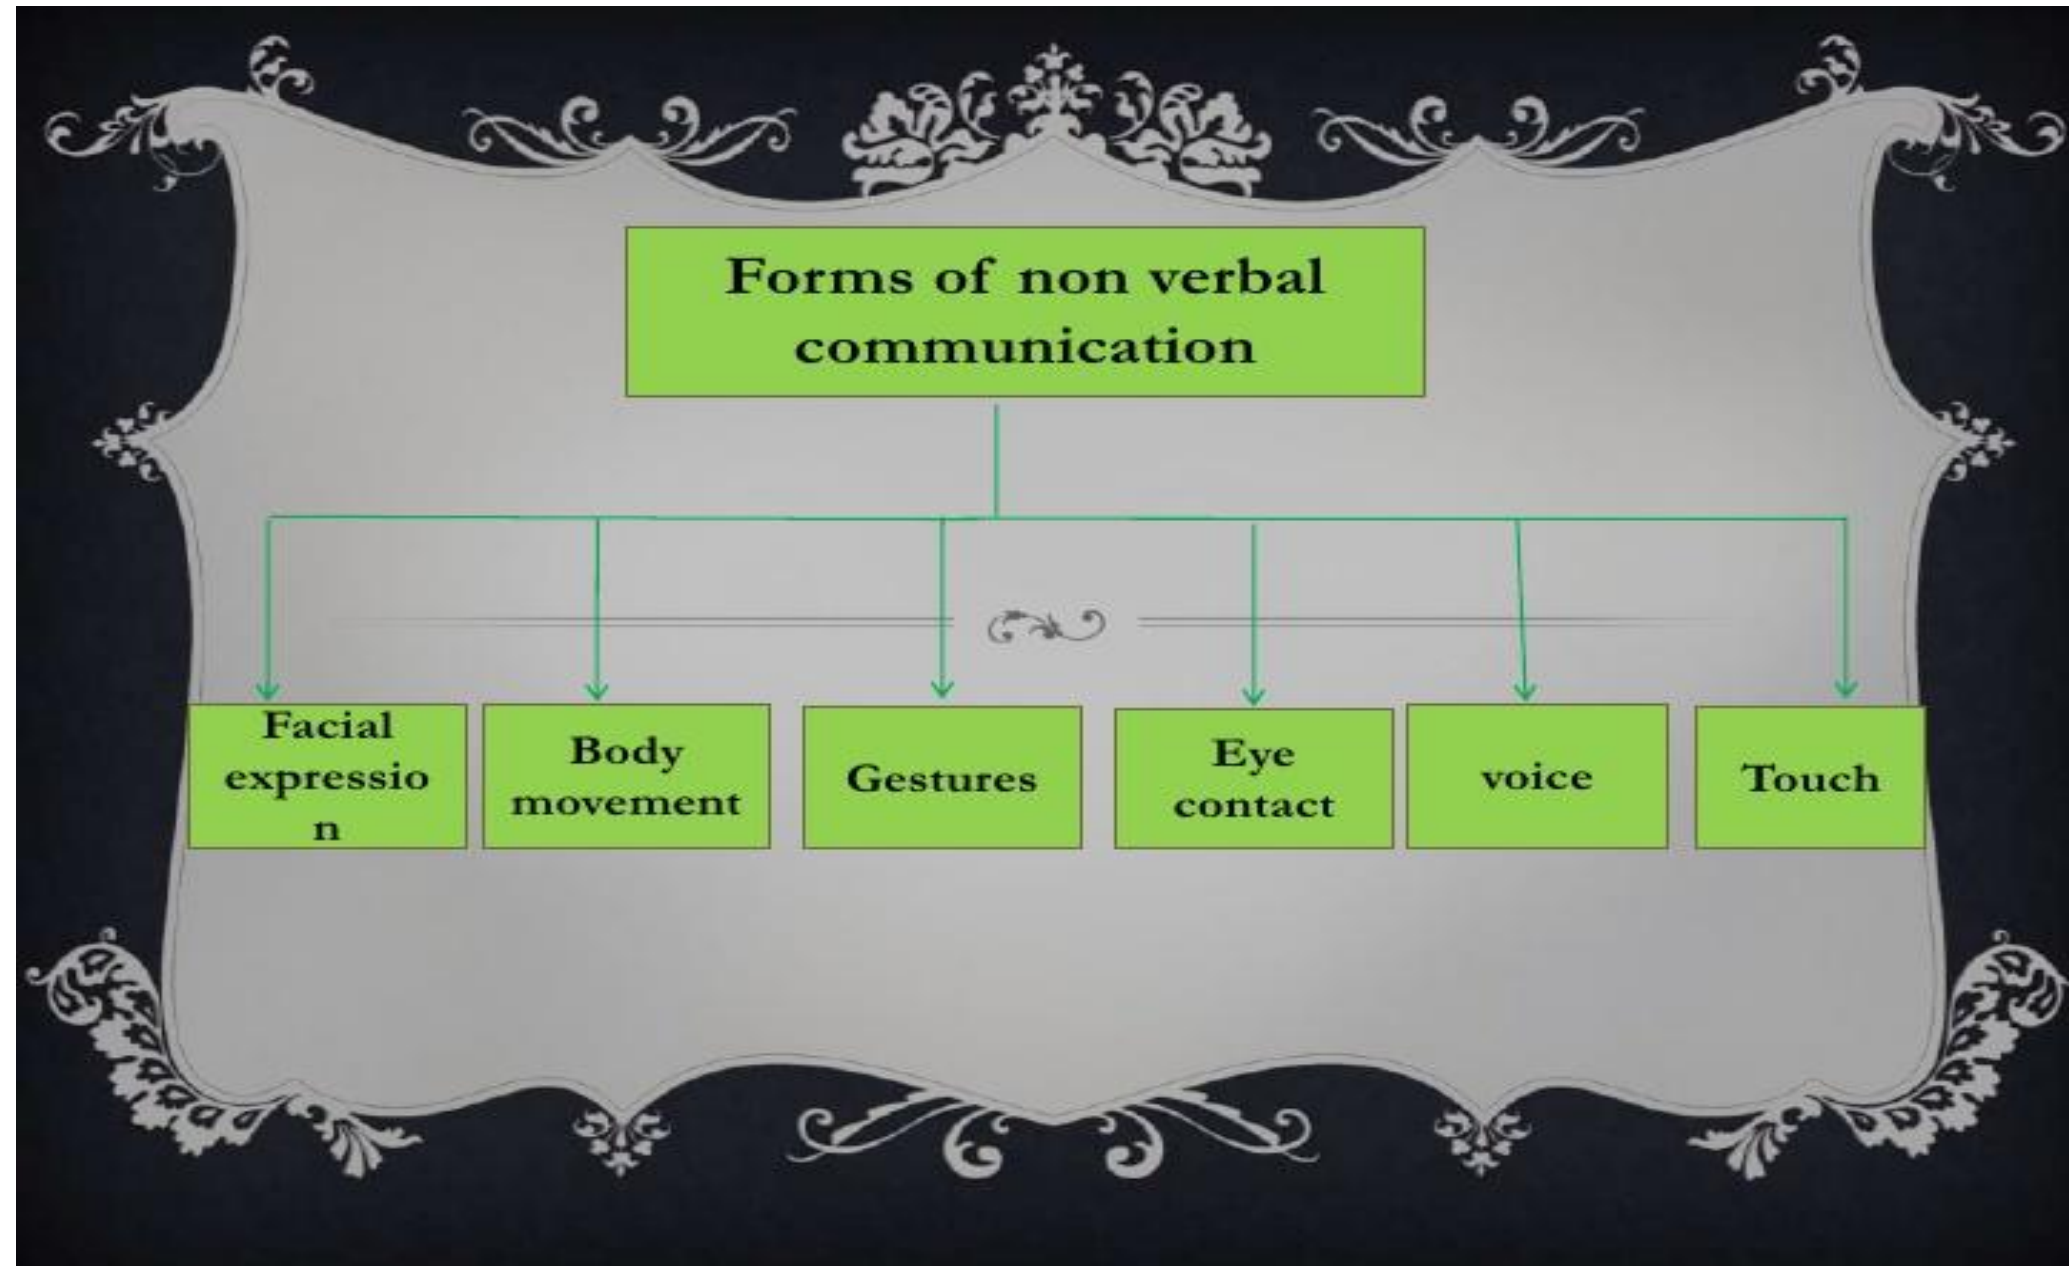 Forms of non verbal
communication
Facial
expressio
n
Body
movement
Gestures
Eye
contact
voice
Touch